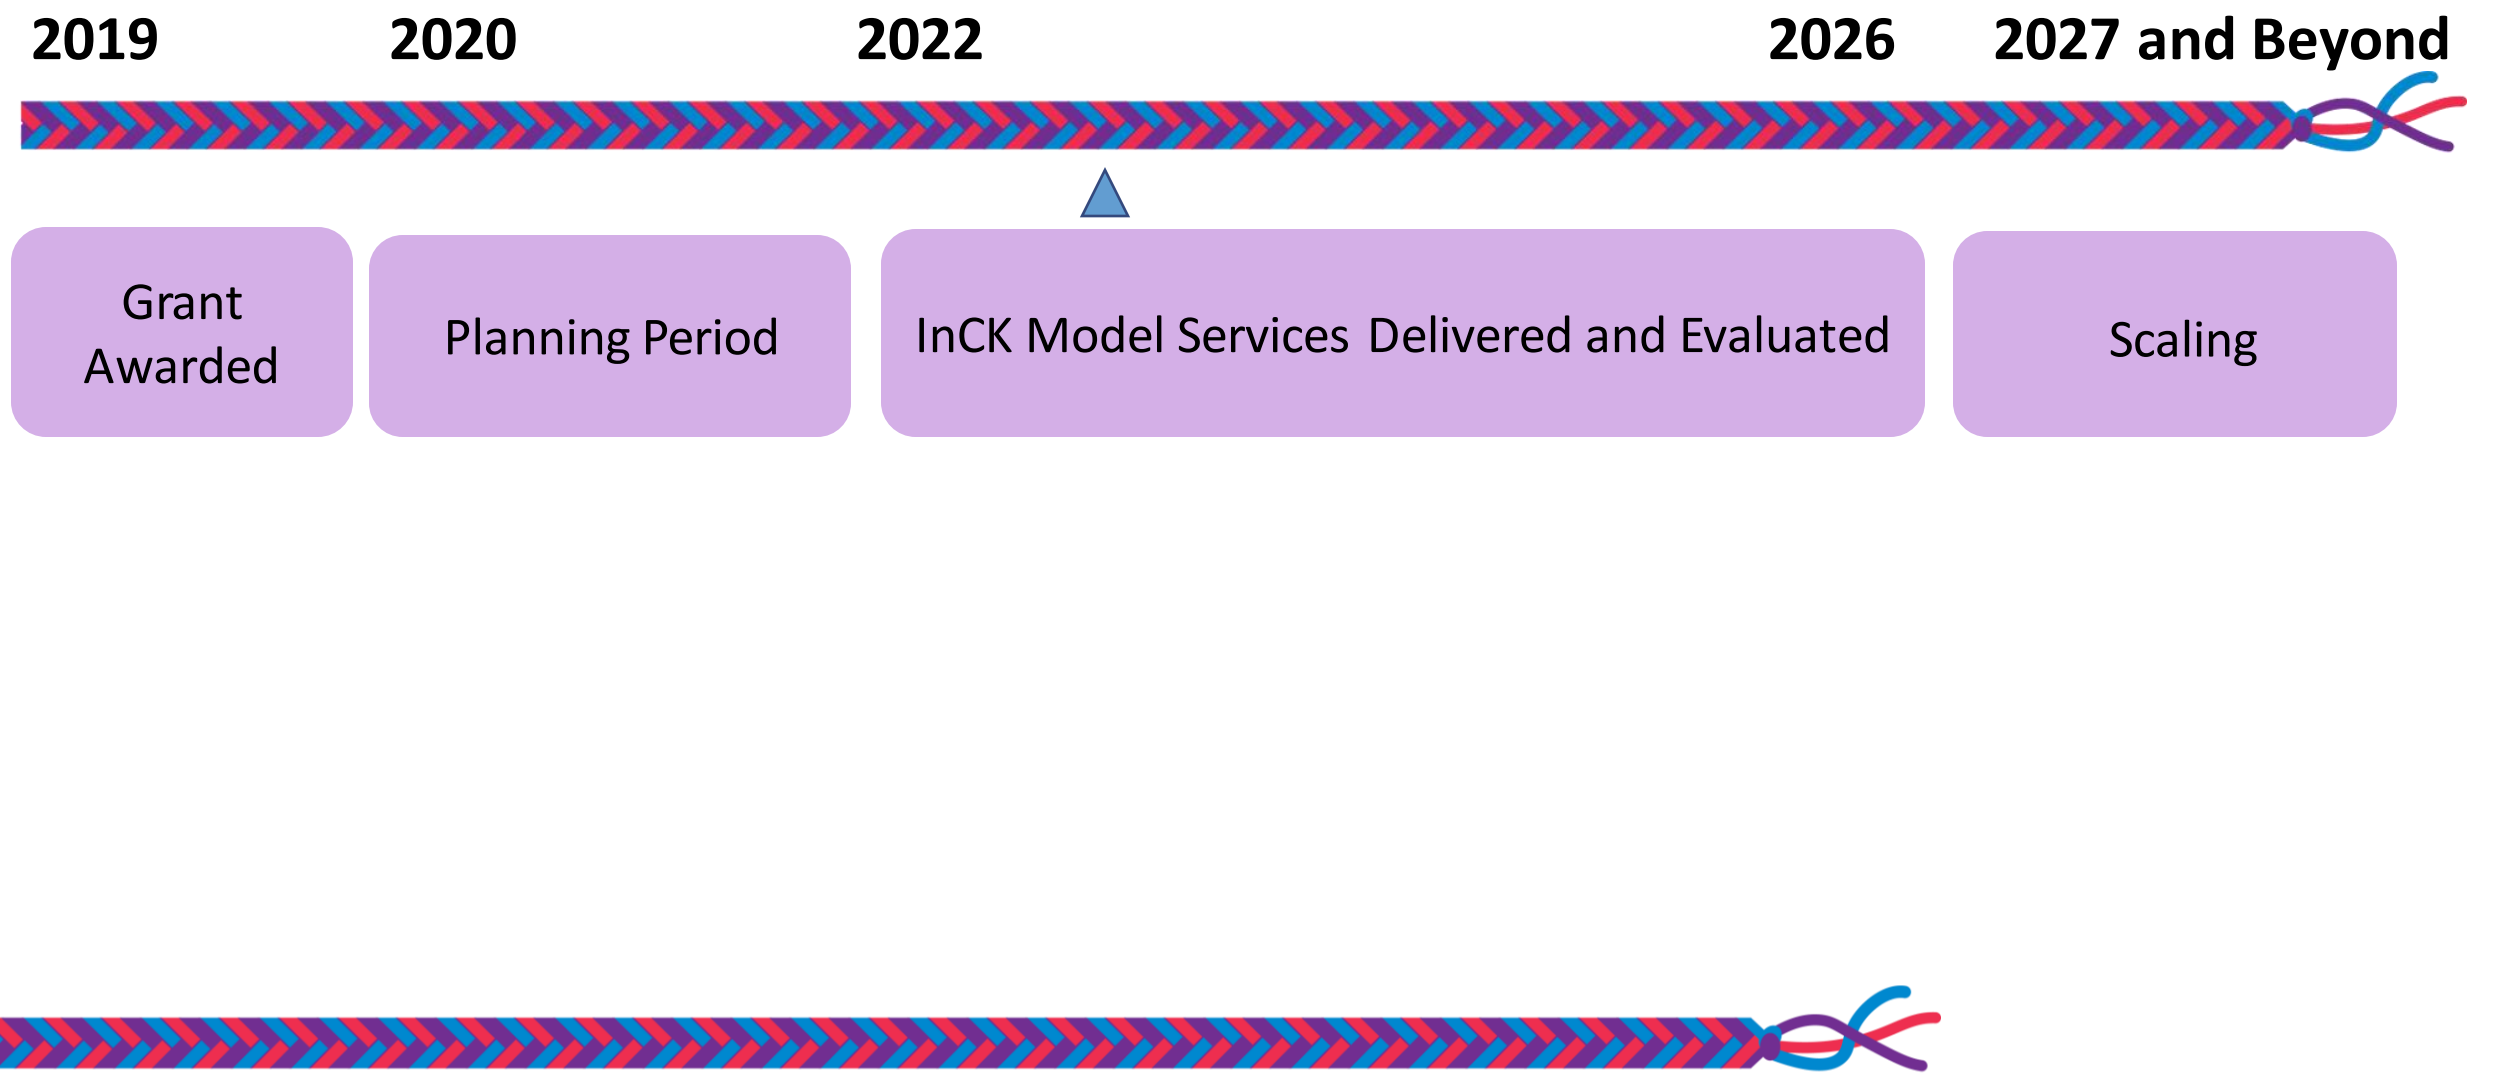 2019
2020
2022
2026
2027 and Beyond
Grant
Awarded
Planning Period
InCK Model Services Delivered and Evaluated
Scaling